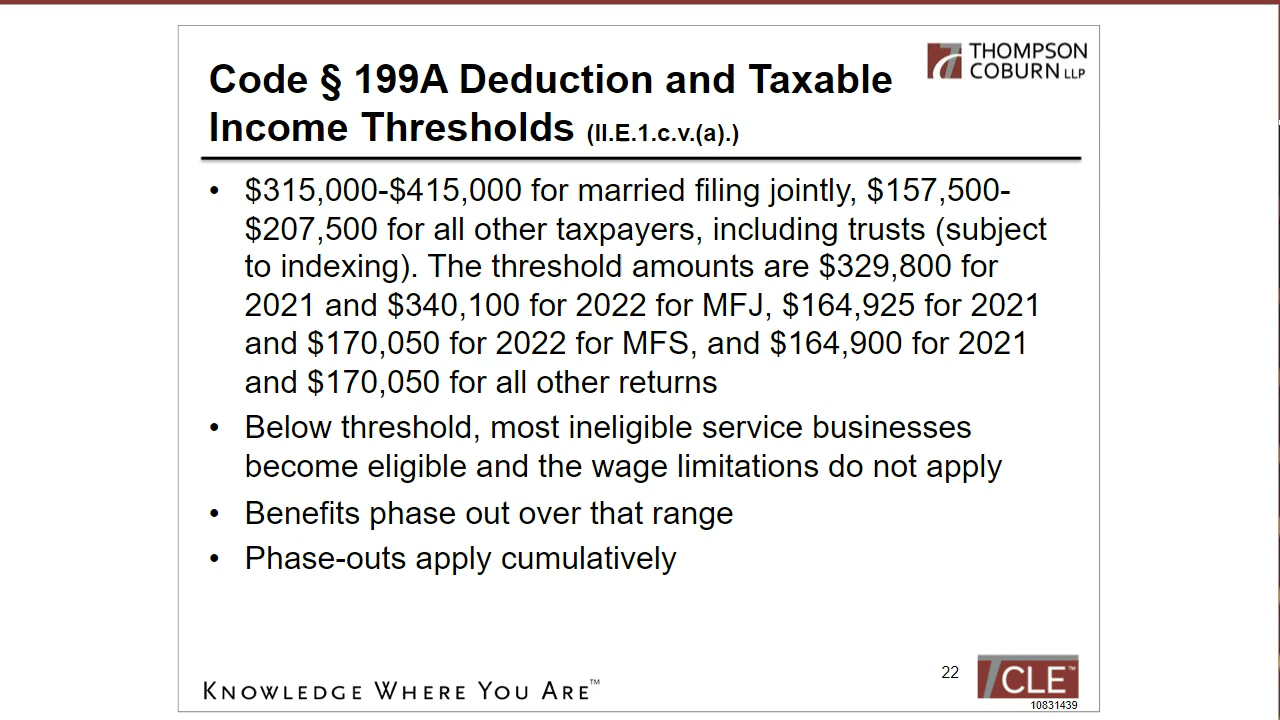 Code § 199A Deduction and Taxable
Income Thresholds (II.E.1.c.v.(a).)
THOMPSON
COBURN LLP
• $315,000-$415,000 for married filing jointly, $157,500-
$207,500 for all other taxpayers, including trusts (subject
to indexing). The threshold amounts are $329,800 for
2021 and $340,100 for 2022 for MFJ, $164,925 for 2021
and $170,050 for 2022 for MFS, and $164,900 for 2021
and $170,050 for all other returns
• Below threshold, most ineligible service businesses
become eligible and the wage limitations do not apply
• Benefits phase out over that range
• Phase-outs apply cumulatively
KNOWLEDGE WHERE YOU ARE™
22
TCLE™
10831439